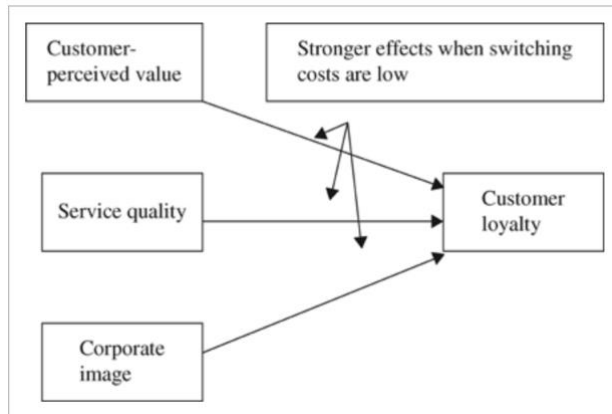 Customer-
perceived value
Stronger effects when switching
costs are low
Service quality
Customer
loyalty
Corporate
image